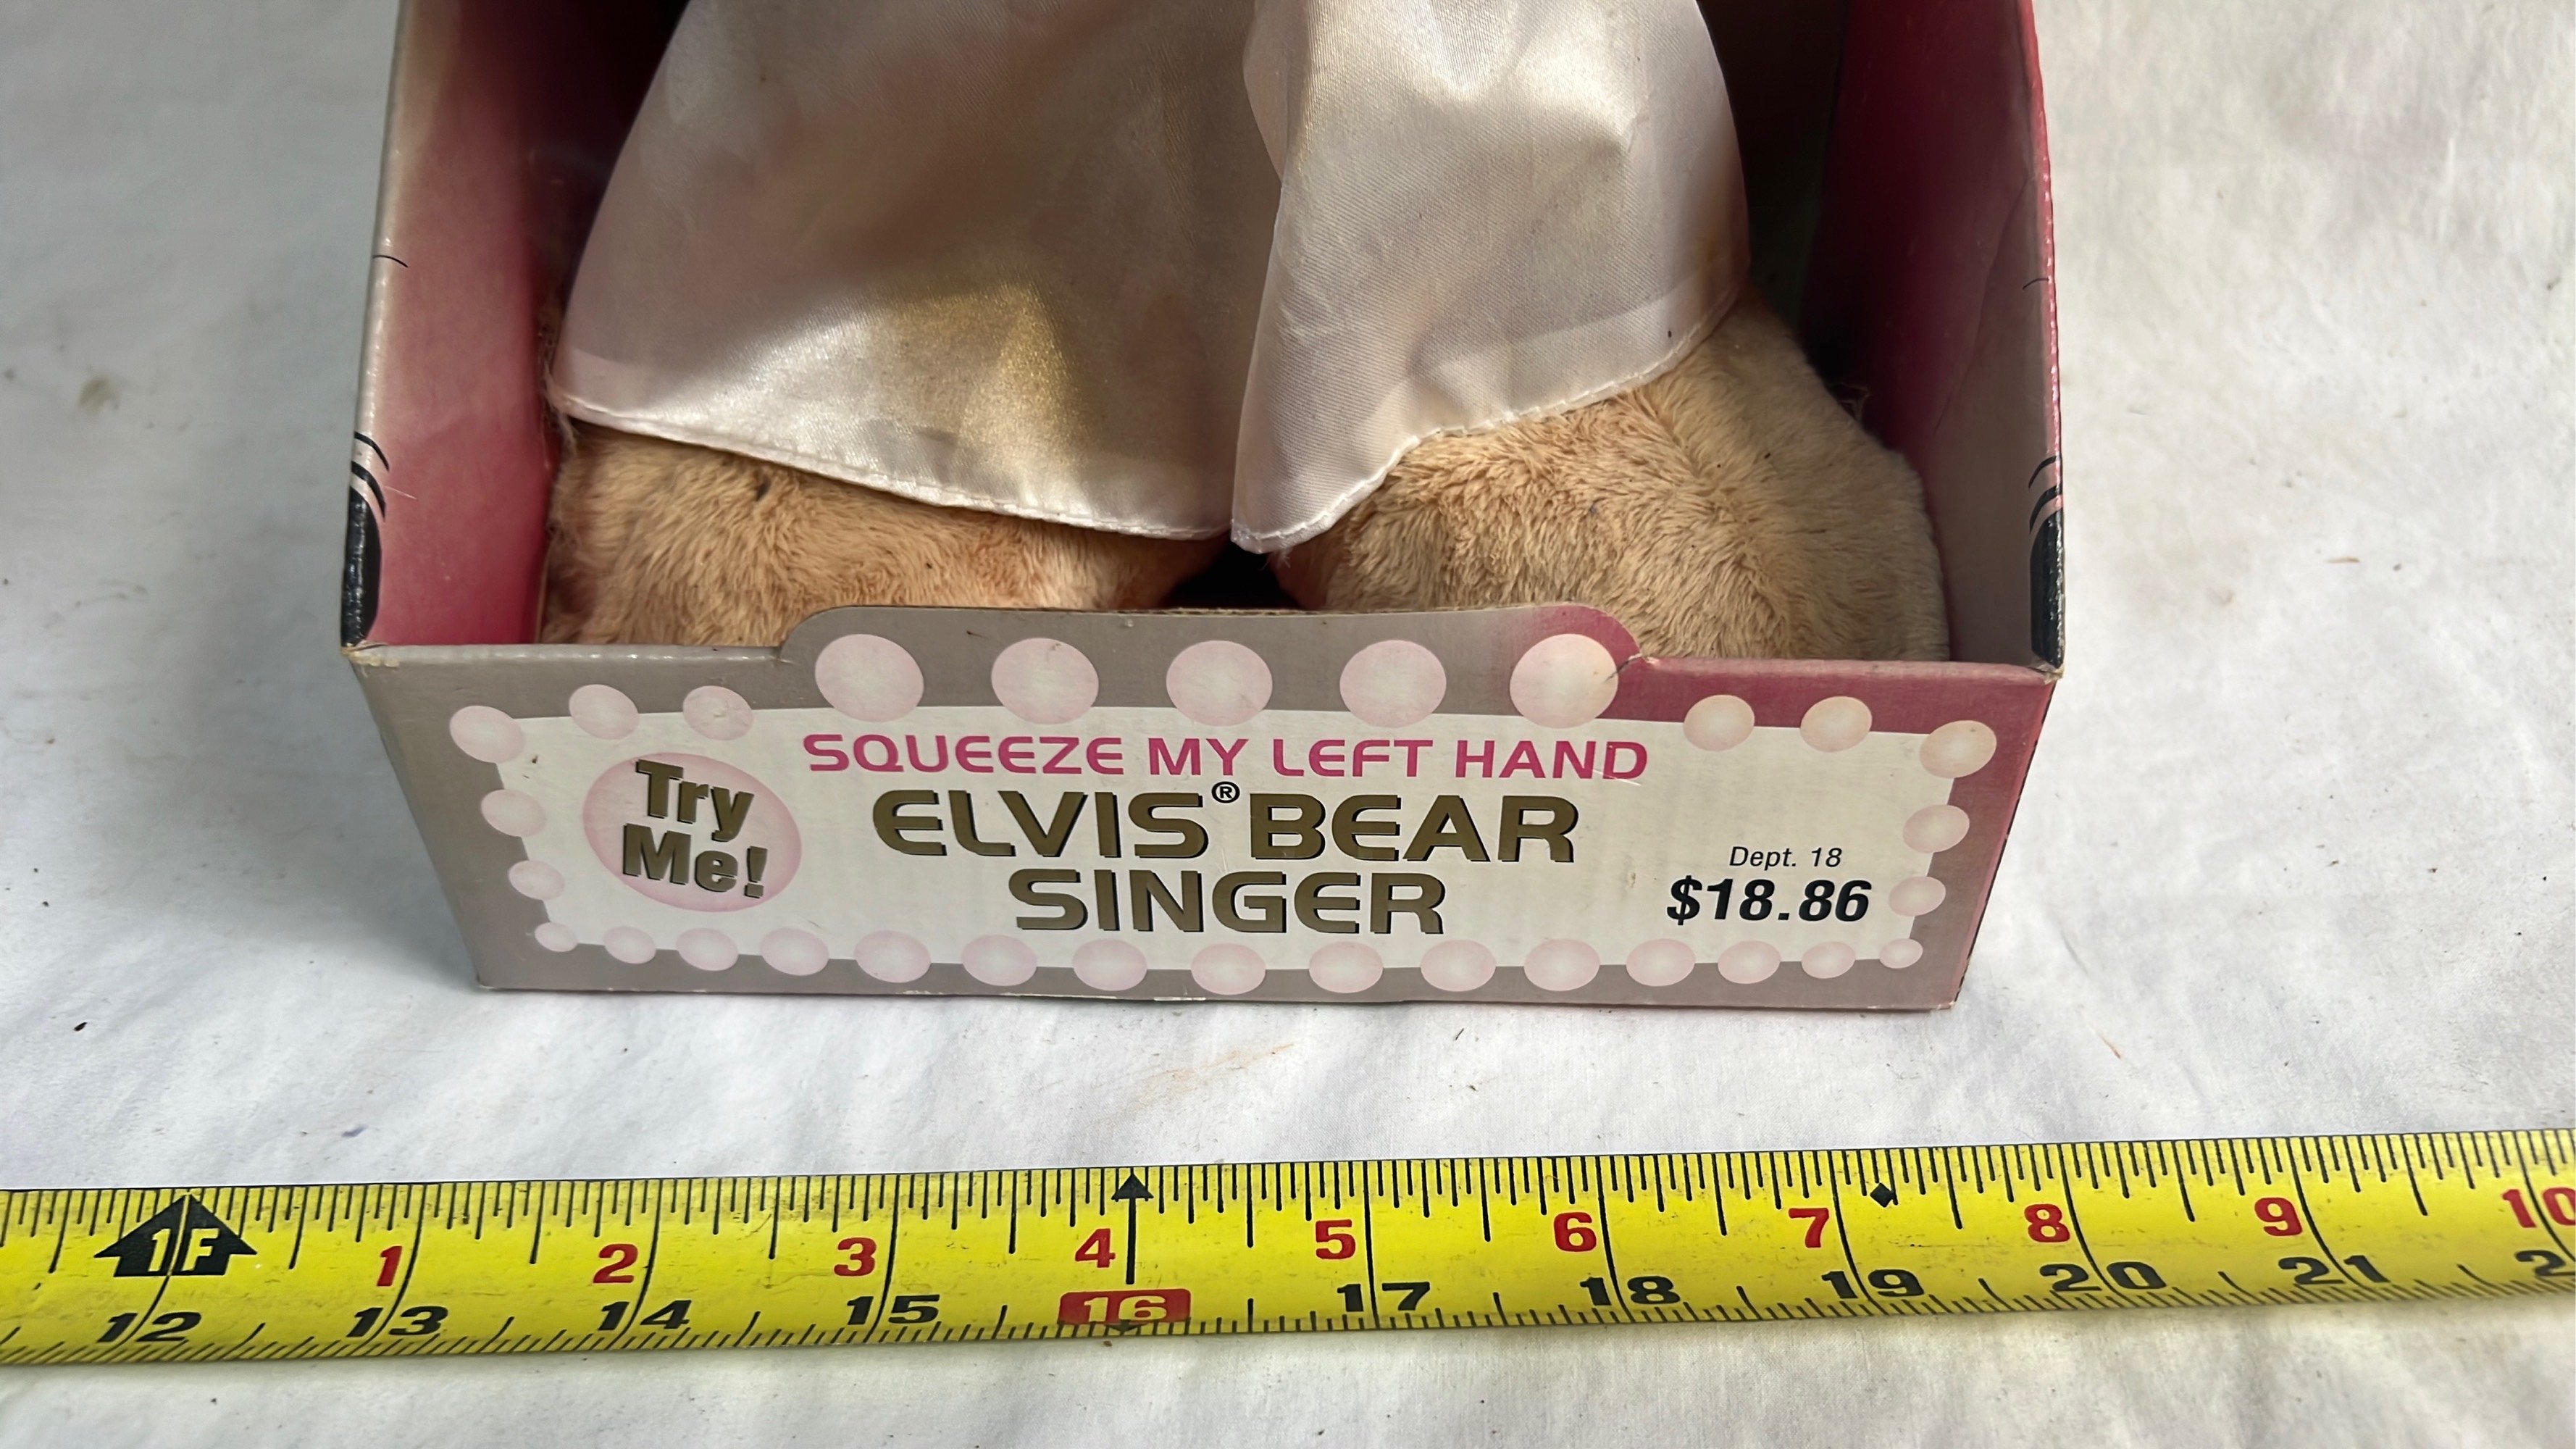 SQUEEZE MY LEFT HAND
Try
Me!
ELVIS® BEAR
SINGER
Dept. 18
$18.86
1F 1 2 3 4 5 6 7 8 9 10
12 13 14 15 16 17 18 19 20 21